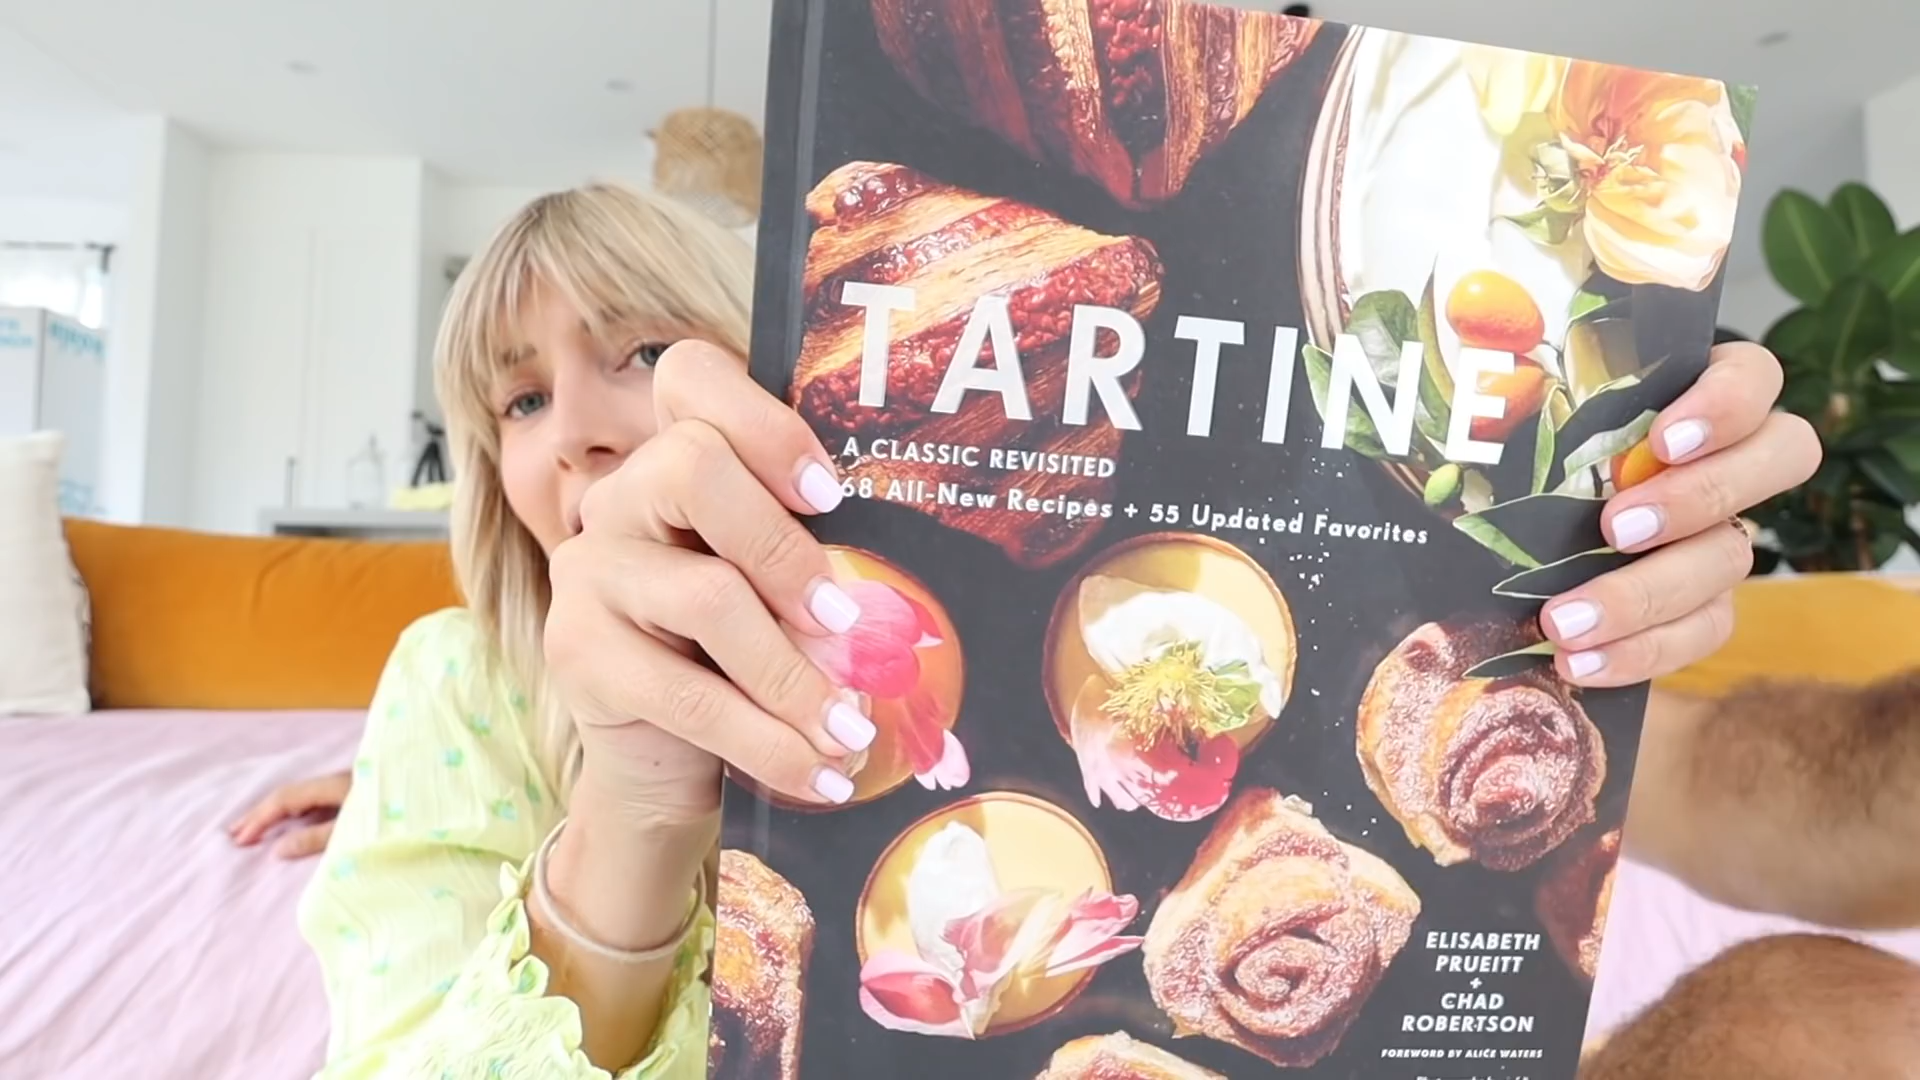 TARTINE
A CLASSIC REVISITED
68 All-New Recipes + 55 Updated Favorites
ELISABETH
PRUEITT
+
CHAD
ROBERTSON
FOREWORD BY ALICE WATERS